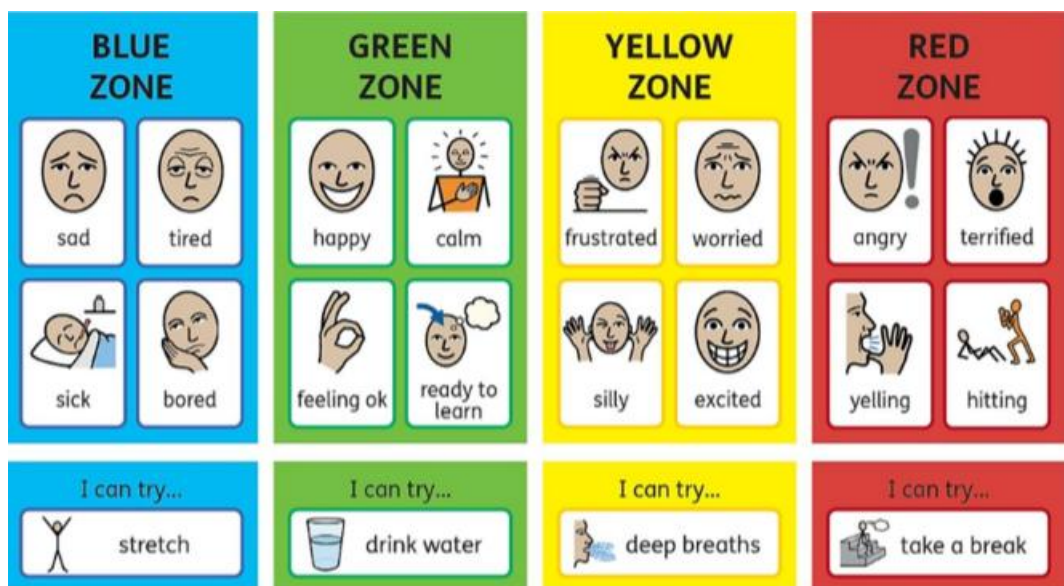 BLUE
ZONE
sad
tired
sick
bored
I can try...
stretch
GREEN
ZONE
happy
calm
feeling ok
ready to
learn
I can try...
drink water
YELLOW
ZONE
frustrated
worried
silly
excited
I can try...
deep breaths
RED
ZONE
angry
terrified
yelling
hitting
I can try...
take a break